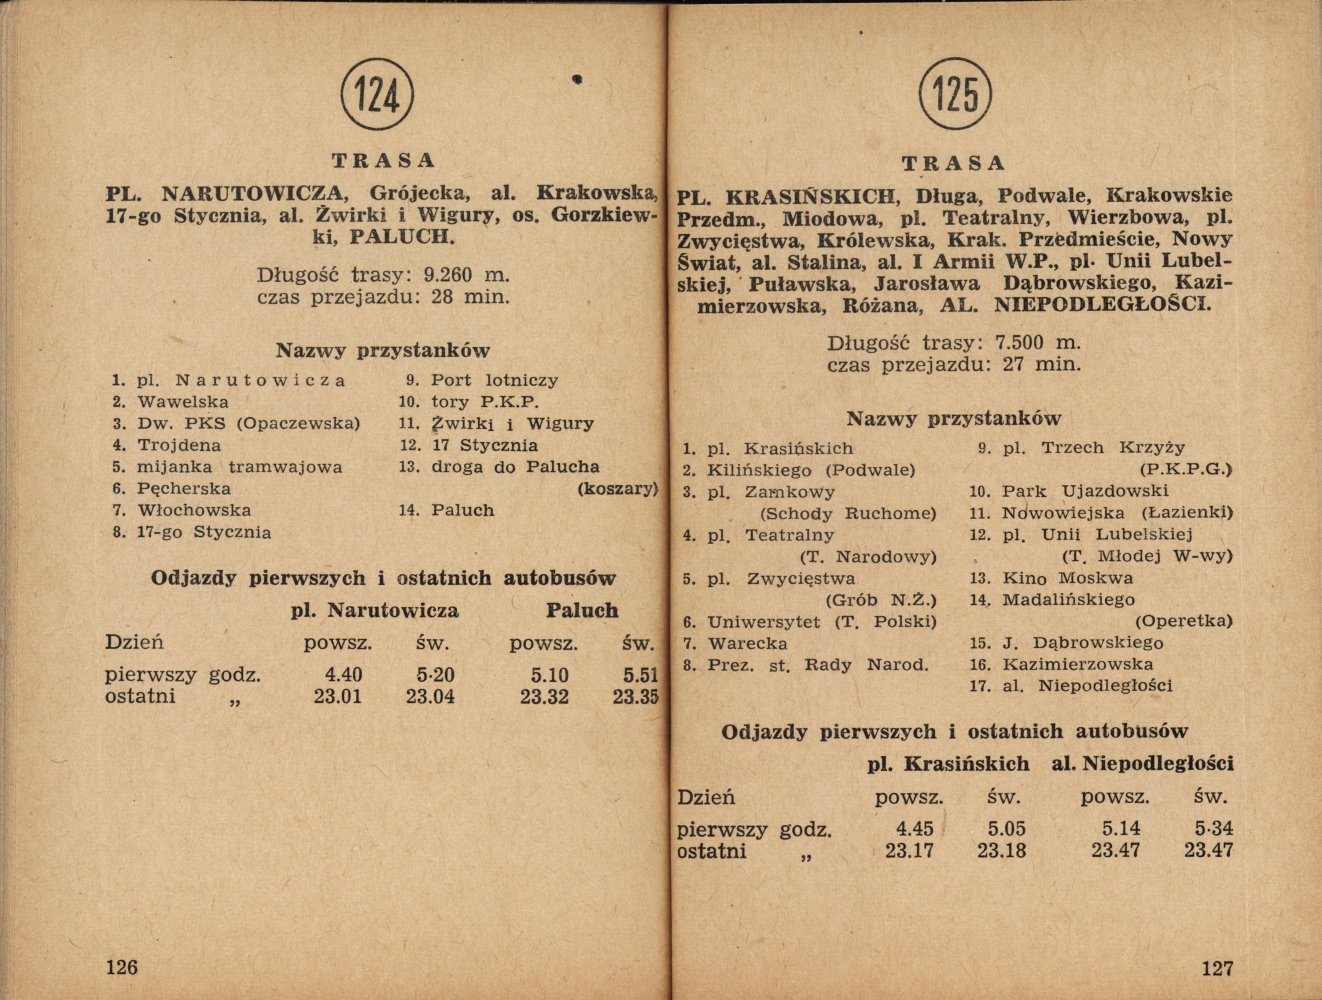 124
TRASA
PL. NARUTOWICZA, Grójecka, al. Krakowska,
17-go Stycznia, al. Żwirki i Wigury, os. Gorzkiew-
ki, PALUCH.
Długość trasy: 9.260 m.
czas przejazdu: 28 min.
Nazwy przystanków
1. pl. Narutowicza
2. Wawelska
3. Dw. PKS (Opaczewska)
4. Trojdena
5. mijanka tramwajowa
6. Pęcherska
7. Włochowska
8. 17-go Stycznia
9. Port lotniczy
10. tory P.K.P.
11. Żwirki i Wigury
12. 17 Stycznia
13. droga do Palucha
(koszary)
14. Paluch
Odjazdy pierwszych i ostatnich autobusów
pl. Narutowicza Paluch
Dzień powsz. św. powsz. św.
pierwszy godz. 4.40 5·20 5.10 5.51
ostatni „ 23.01 23.04 23.32 23.35
126
125
TRASA
PL. KRASIŃSKICH, Długa, Podwale, Krakowskie
Przedm., Miodowa, pl. Teatralny, Wierzbowa, pl.
Zwycięstwa, Królewska, Krak. Przedmieście, Nowy
Świat, al. Stalina, al. I Armii W.P., pl· Unii Lubel-
skiej, Puławska, Jarosława Dąbrowskiego, Kazi-
mierzowska, Różana, AL. NIEPODLEGŁOŚCI.
Długość trasy: 7.500 m.
czas przejazdu: 27 min.
Nazwy przystanków
1. pl. Krasińskich
2. Kilińskiego (Podwale)
3. pl. Zamkowy
(Schody Ruchome)
4. pl. Teatralny
(T. Narodowy)
5. pl. Zwycięstwa
(Grób N.Ż.)
6. Uniwersytet (T. Polski)
7. Warecka
8. Prez. st. Rady Narod.
9. pl. Trzech Krzyży
(P.K.P.G.)
10. Park Ujazdowski
11. Nowowiejska (Łazienki)
12. pl. Unii Lubelskiej
(T. Młodej W-wy)
13. Kino Moskwa
14. Madalińskiego
(Operetka)
15. J. Dąbrowskiego
16. Kazimierzowska
17. al. Niepodległości
Odjazdy pierwszych i ostatnich autobusów
pl. Krasińskich al. Niepodległości
Dzień powsz. św. powsz. św.
pierwszy godz. 4.45 5.05 5.14 5·34
ostatni „ 23.17 23.18 23.47 23.47
127